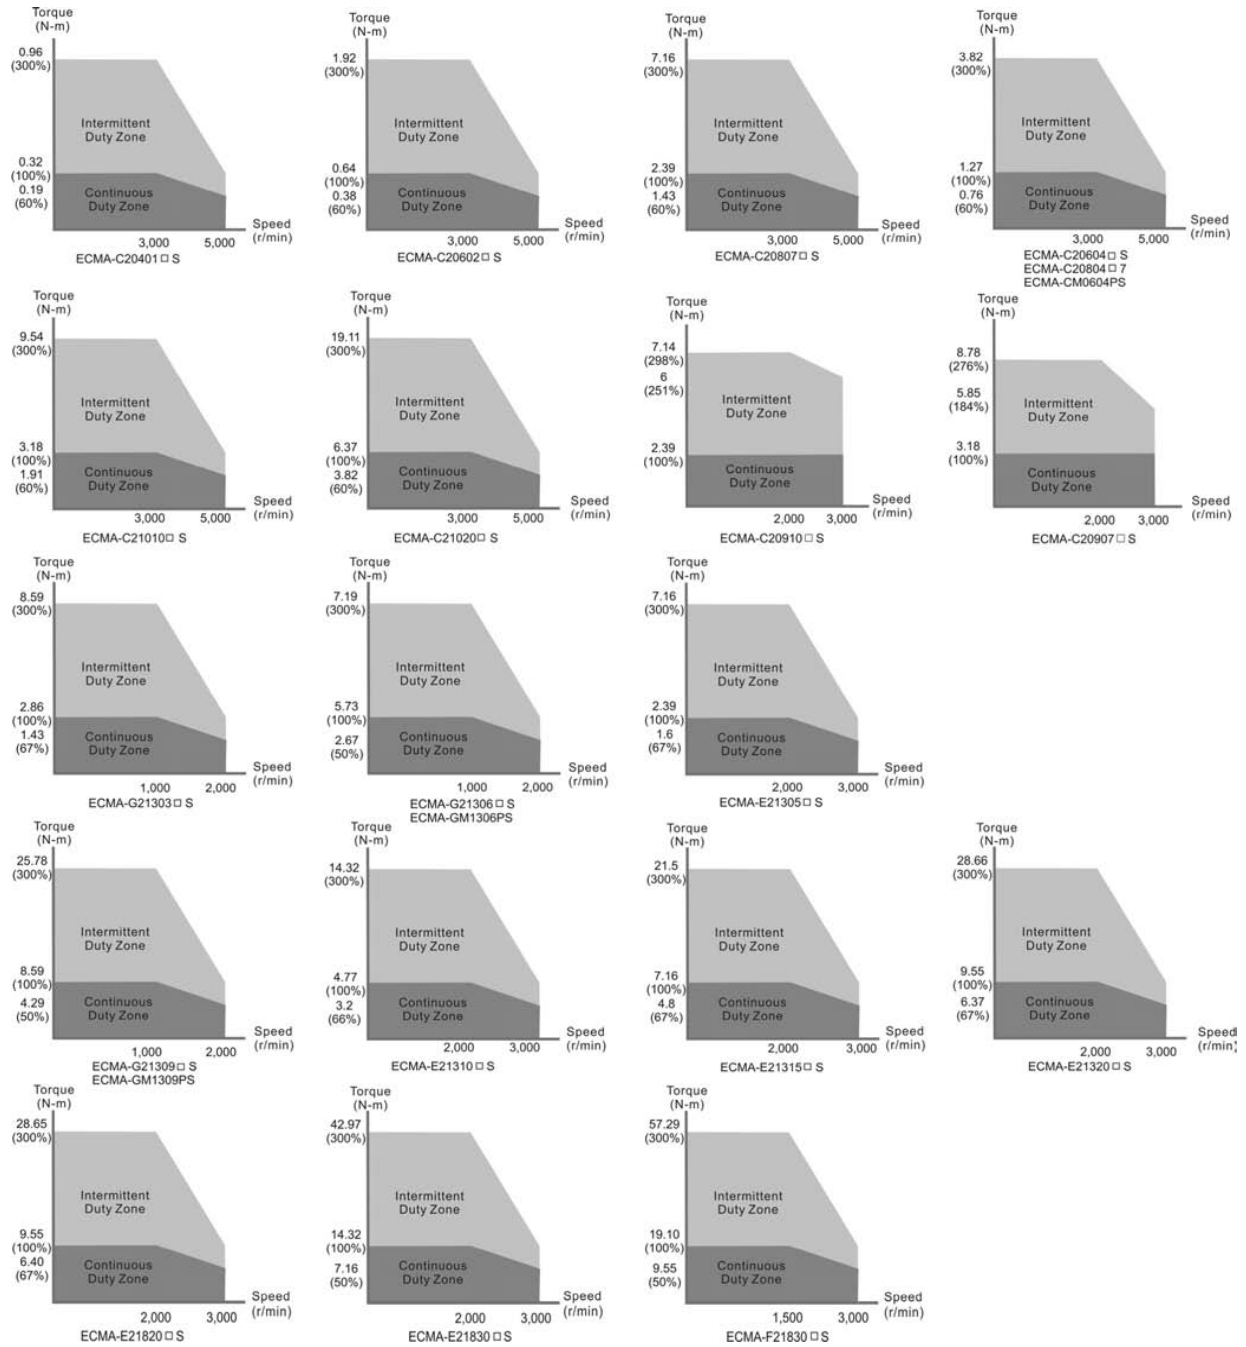 Torque
(N-m)
0.96
(300%)
Intermittent
Duty Zone
0.32
(100%)
0.19
(60%)
Continuous
Duty Zone
Speed
(r/min)
3,000 5,000
ECMA-C20401□ S
Torque
(N-m)
1.92
(300%)
Intermittent
Duty Zone
0.64
(100%)
0.38
(60%)
Continuous
Duty Zone
Speed
(r/min)
3,000 5,000
ECMA-C20602□ S
Torque
(N-m)
7.16
(300%)
Intermittent
Duty Zone
2.39
(100%)
1.43
(60%)
Continuous
Duty Zone
Speed
(r/min)
3,000 5,000
ECMA-C20807□ S
Torque
(N-m)
3.82
(300%)
Intermittent
Duty Zone
1.27
(100%)
0.76
(60%)
Continuous
Duty Zone
Speed
(r/min)
3,000 5,000
ECMA-C20604□ S
ECMA-C20804□ 7
ECMA-CM0604PS
Torque
(N-m)
9.54
(300%)
Intermittent
Duty Zone
3.18
(100%)
1.91
(60%)
Continuous
Duty Zone
Speed
(r/min)
3,000 5,000
ECMA-C21010□ S
Torque
(N-m)
19.11
(300%)
Intermittent
Duty Zone
6.37
(100%)
3.82
(60%)
Continuous
Duty Zone
Speed
(r/min)
3,000 5,000
ECMA-C21020□ S
Torque
(N-m)
7.14
(298%)
6
(251%)
Intermittent
Duty Zone
2.39
(100%)
Continuous
Duty Zone
Speed
(r/min)
2,000 3,000
ECMA-C20910□ S
Torque
(N-m)
8.78
(276%)
5.85
(184%)
Intermittent
Duty Zone
3.18
(100%)
Continuous
Duty Zone
Speed
(r/min)
2,000 3,000
ECMA-C20907□ S
Torque
(N-m)
8.59
(300%)
Intermittent
Duty Zone
2.86
(100%)
1.43
(67%)
Continuous
Duty Zone
Speed
(r/min)
1,000 2,000
ECMA-G21303□ S
Torque
(N-m)
7.19
(300%)
Intermittent
Duty Zone
5.73
(100%)
2.67
(50%)
Continuous
Duty Zone
Speed
(r/min)
1,000 2,000
ECMA-G21306□ S
ECMA-GM1306PS
Torque
(N-m)
7.16
(300%)
Intermittent
Duty Zone
2.39
(100%)
1.6
(67%)
Continuous
Duty Zone
Speed
(r/min)
2,000 3,000
ECMA-E21305□ S
Torque
(N-m)
25.78
(300%)
Intermittent
Duty Zone
8.59
(100%)
4.29
(50%)
Continuous
Duty Zone
Speed
(r/min)
1,000 2,000
ECMA-G21309□ S
ECMA-GM1309PS
Torque
(N-m)
14.32
(300%)
Intermittent
Duty Zone
4.77
(100%)
3.2
(66%)
Continuous
Duty Zone
Speed
(r/min)
2,000 3,000
ECMA-E21310□ S
Torque
(N-m)
21.5
(300%)
Intermittent
Duty Zone
7.16
(100%)
4.8
(67%)
Continuous
Duty Zone
Speed
(r/min)
2,000 3,000
ECMA-E21315□ S
Torque
(N-m)
28.66
(300%)
Intermittent
Duty Zone
9.55
(100%)
6.37
(67%)
Continuous
Duty Zone
Speed
(r/min)
2,000 3,000
ECMA-E21320□ S
Torque
(N-m)
28.65
(300%)
Intermittent
Duty Zone
9.55
(100%)
6.40
(67%)
Continuous
Duty Zone
Speed
(r/min)
2,000 3,000
ECMA-E21820□ S
Torque
(N-m)
42.97
(300%)
Intermittent
Duty Zone
14.32
(100%)
7.16
(50%)
Continuous
Duty Zone
Speed
(r/min)
2,000 3,000
ECMA-E21830□ S
Torque
(N-m)
57.29
(300%)
Intermittent
Duty Zone
19.10
(100%)
9.55
(50%)
Continuous
Duty Zone
Speed
(r/min)
1,500 3,000
ECMA-F21830□ S